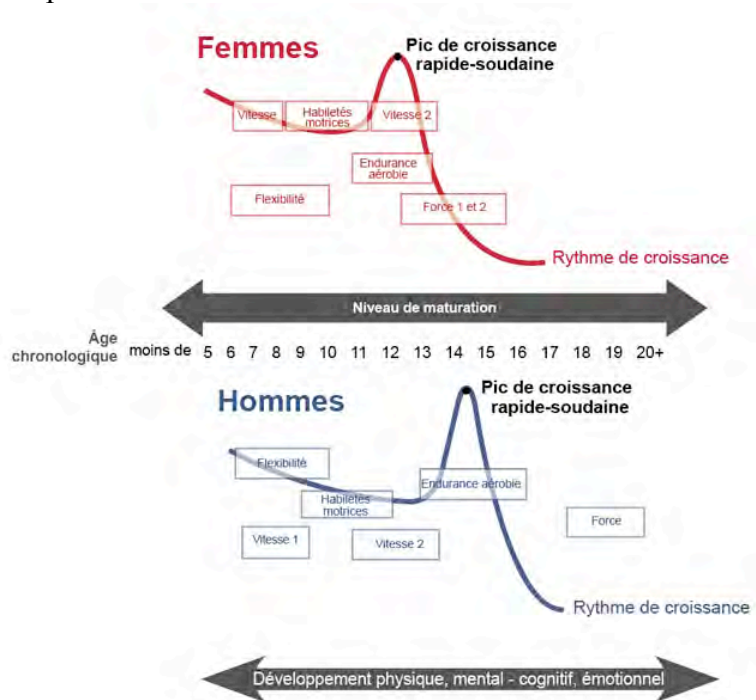 Femmes
Pic de croissance
rapide-soudaine
Vitesse
Habiletés
motrices
Vitesse 2
Endurance
aérobie
Flexibilité
Force 1 et 2
Rythme de croissance
Niveau de maturation
Âge
chronologique
moins de 5 6 7 8 9 10 11 12 13 14 15 16 17 18 19 20+
Hommes
Pic de croissance
rapide-soudaine
Flexibilité
Endurance aérobie
Habiletés
motrices
Force
Vitesse 1
Vitesse 2
Rythme de croissance
Développement physique, mental - cognitif, émotionnel